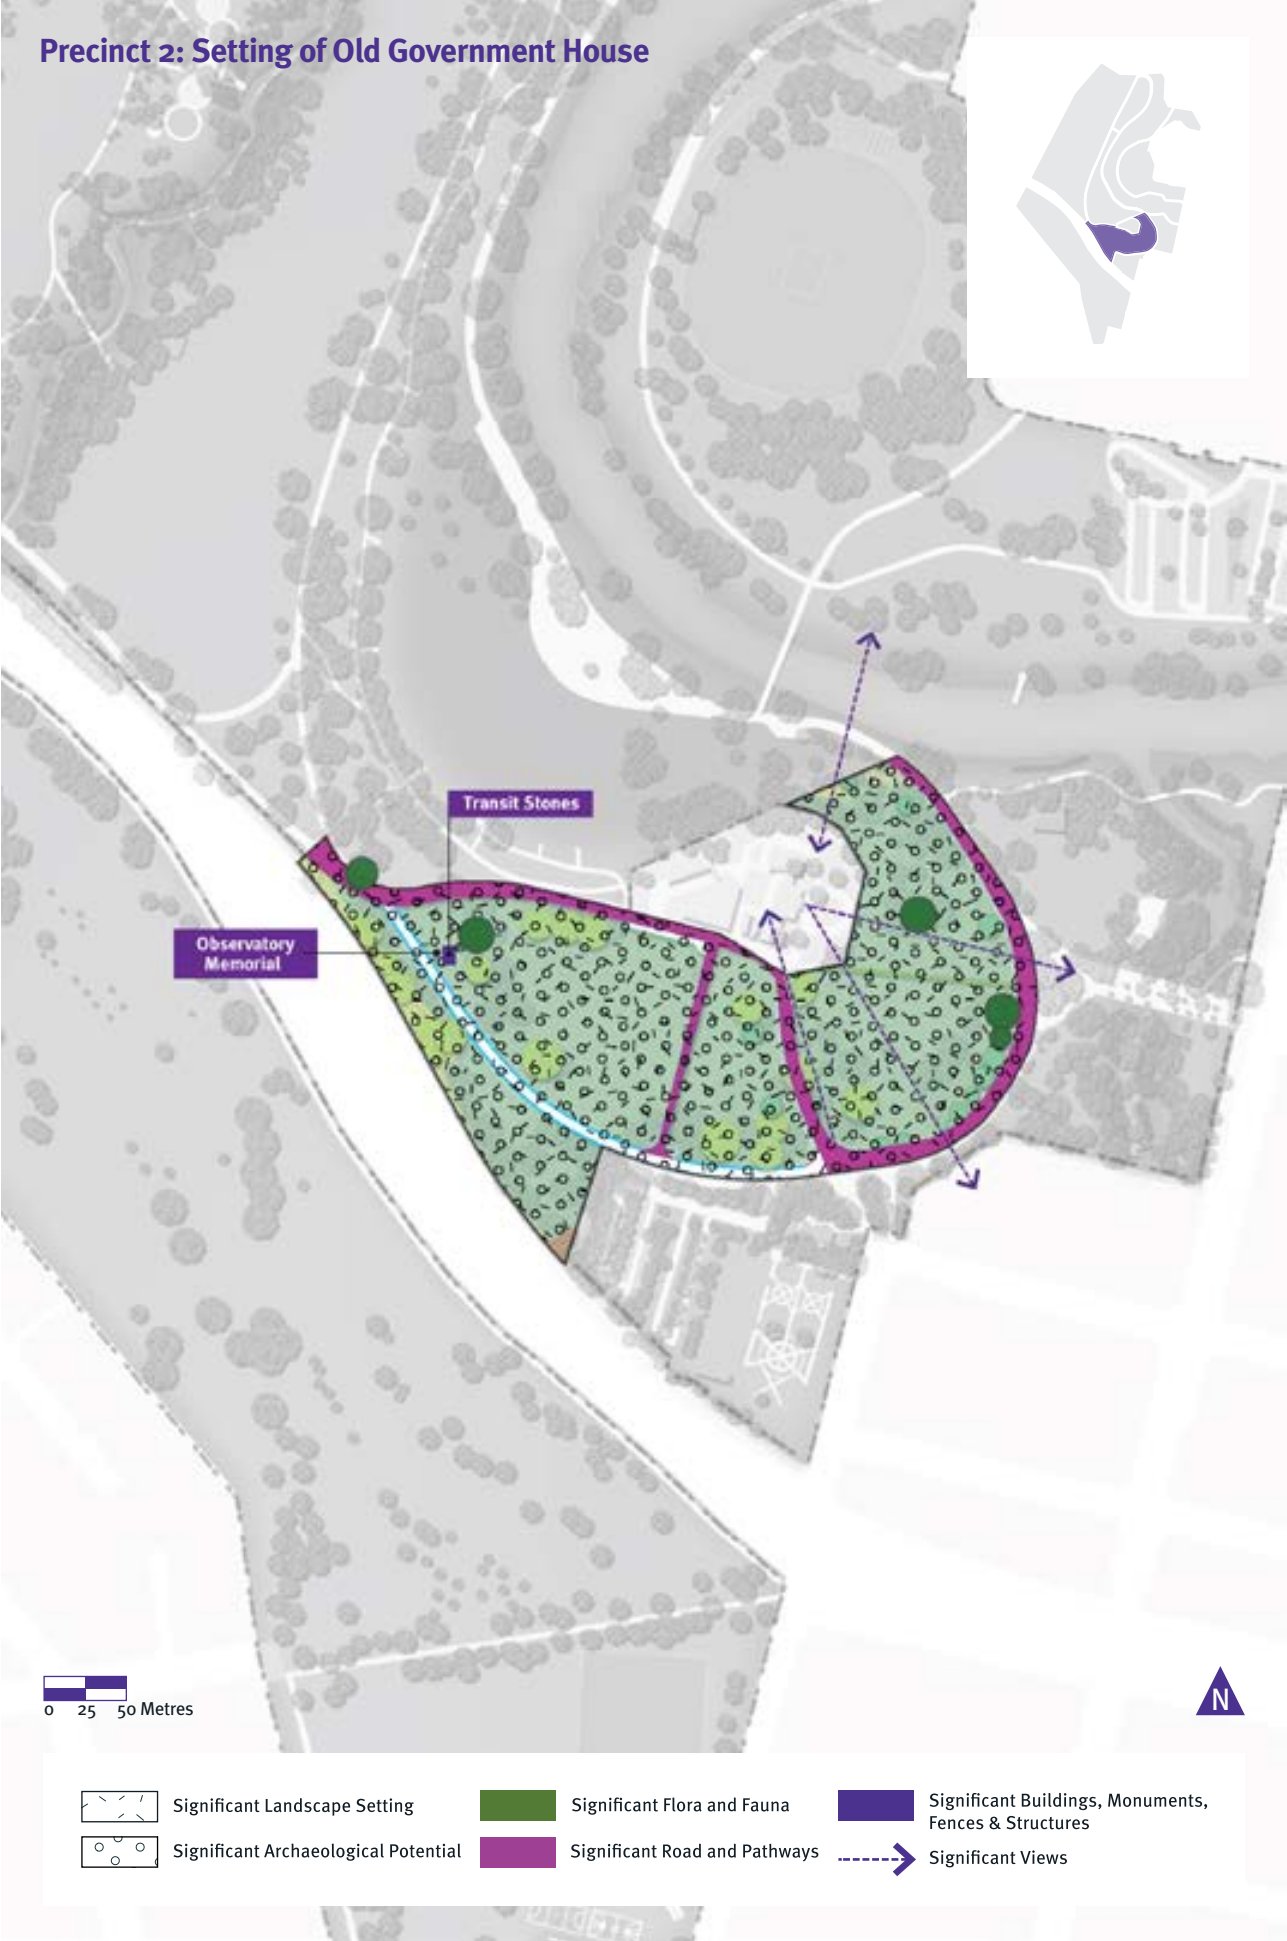 Precinct 2: Setting of Old Government House
Transit Stones
Observatory
Memorial
0 25 50 Metres
N
Significant Landscape Setting
Significant Archaeological Potential
Significant Flora and Fauna
Significant Road and Pathways
Significant Buildings, Monuments,
Fences & Structures
Significant Views